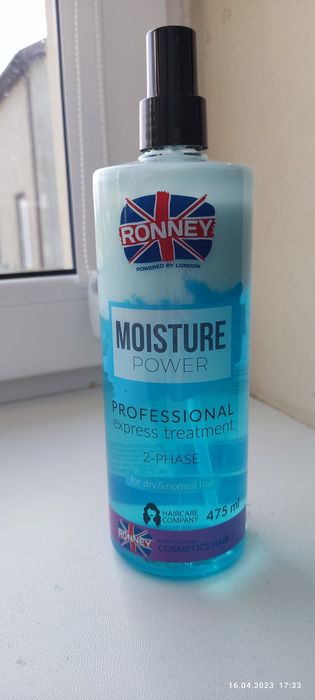 RONNEY
POWERED BY LONDON
MOISTURE
POWER
PROFESSIONAL
express treatment
2-PHASE
for dry & normal hair
HAIRCARE
COMPANY
475 ml
RONNEY
PROFESSIONAL
COSMETICS HAIR
16.04.2023 17:33